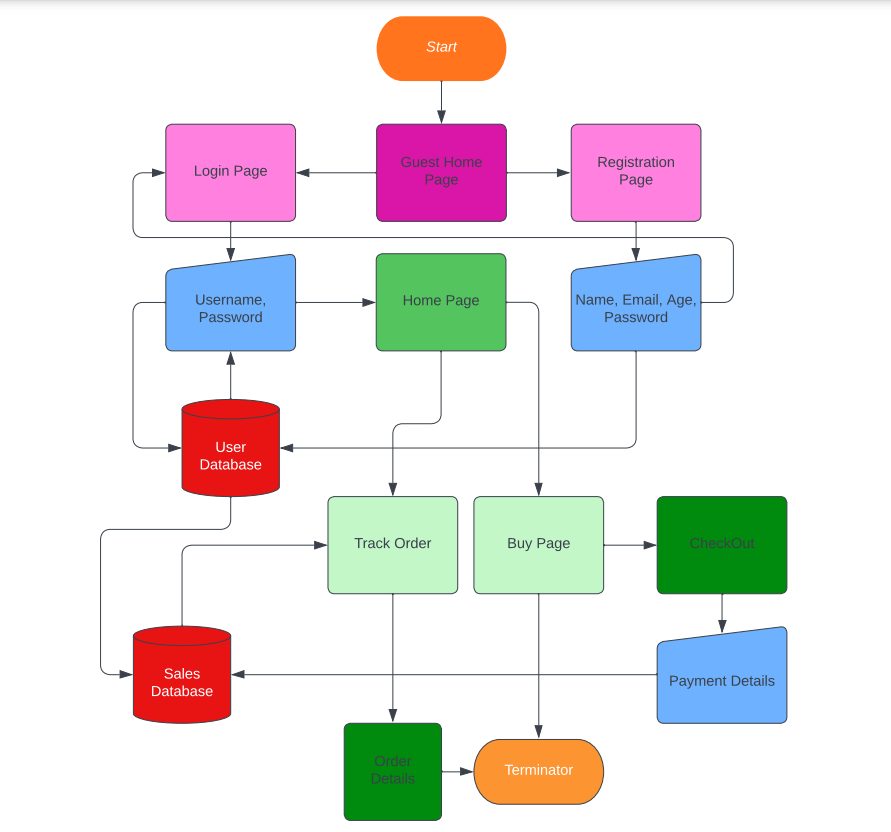 Start
Login Page
Guest Home
Page
Registration
Page
Username,
Password
Home Page
Name, Email, Age,
Password
User
Database
Track Order
Buy Page
CheckOut
Sales
Database
Payment Details
Order
Details
Terminator